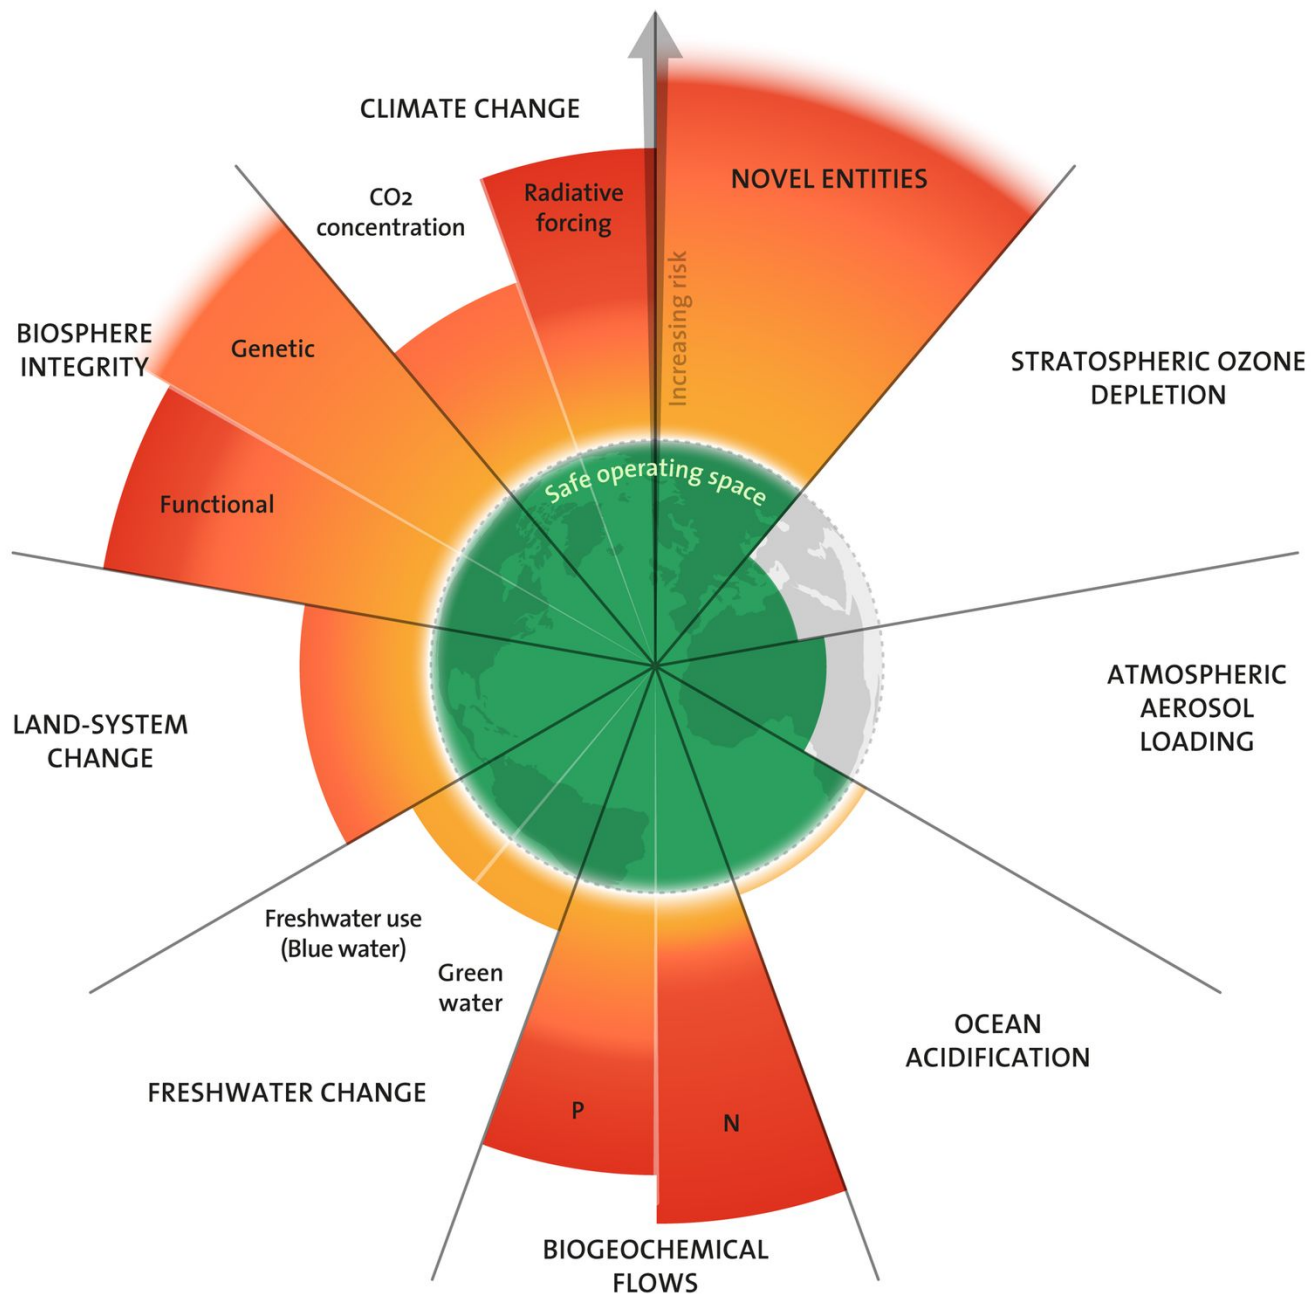 CLIMATE CHANGE
CO2
concentration
Radiative
forcing
NOVEL ENTITIES
Increasing risk
BIOSPHERE
INTEGRITY
Genetic
Functional
STRATOSPHERIC OZONE
DEPLETION
Safe operating space
ATMOSPHERIC
AEROSOL
LOADING
LAND-SYSTEM
CHANGE
Freshwater use
(Blue water)
Green
water
FRESHWATER CHANGE
P
N
OCEAN
ACIDIFICATION
BIOGEOCHEMICAL
FLOWS